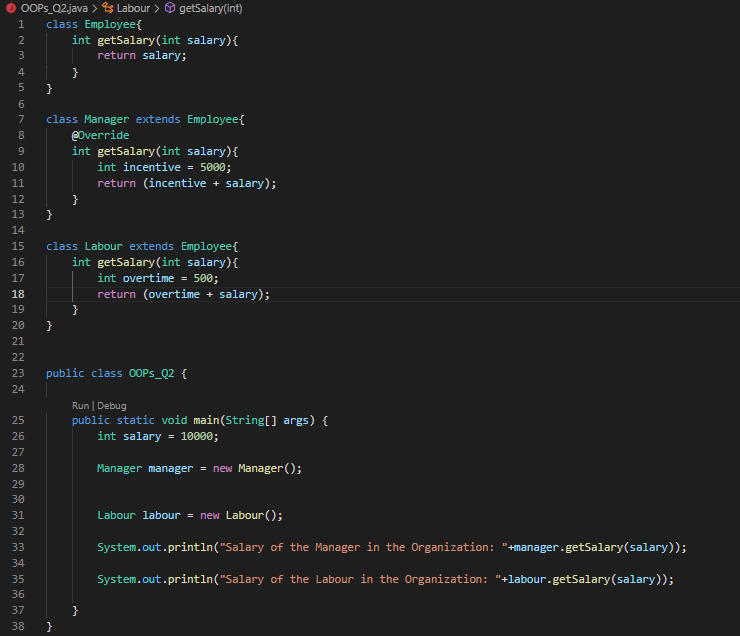 OOPs_Q2.java > Labour > getSalary(int)
1 class Employee{
2 int getSalary(int salary){
3 return salary;
4 }
5 }
6
7 class Manager extends Employee{
8 @Override
9 int getSalary(int salary){
10 int incentive = 5000;
11 return (incentive + salary);
12 }
13 }
14
15 class Labour extends Employee{
16 int getSalary(int salary){
17 int overtime = 500;
18 return (overtime + salary);
19 }
20 }
21
22
23 public class OOPs_Q2 {
24
Run | Debug
25 public static void main(String[] args) {
26 int salary = 10000;
27
28 Manager manager = new Manager();
29
30
31 Labour labour = new Labour();
32
33 System.out.println("Salary of the Manager in the Organization: "+manager.getSalary(salary));
34
35 System.out.println("Salary of the Labour in the Organization: "+labour.getSalary(salary));
36
37 }
38 }